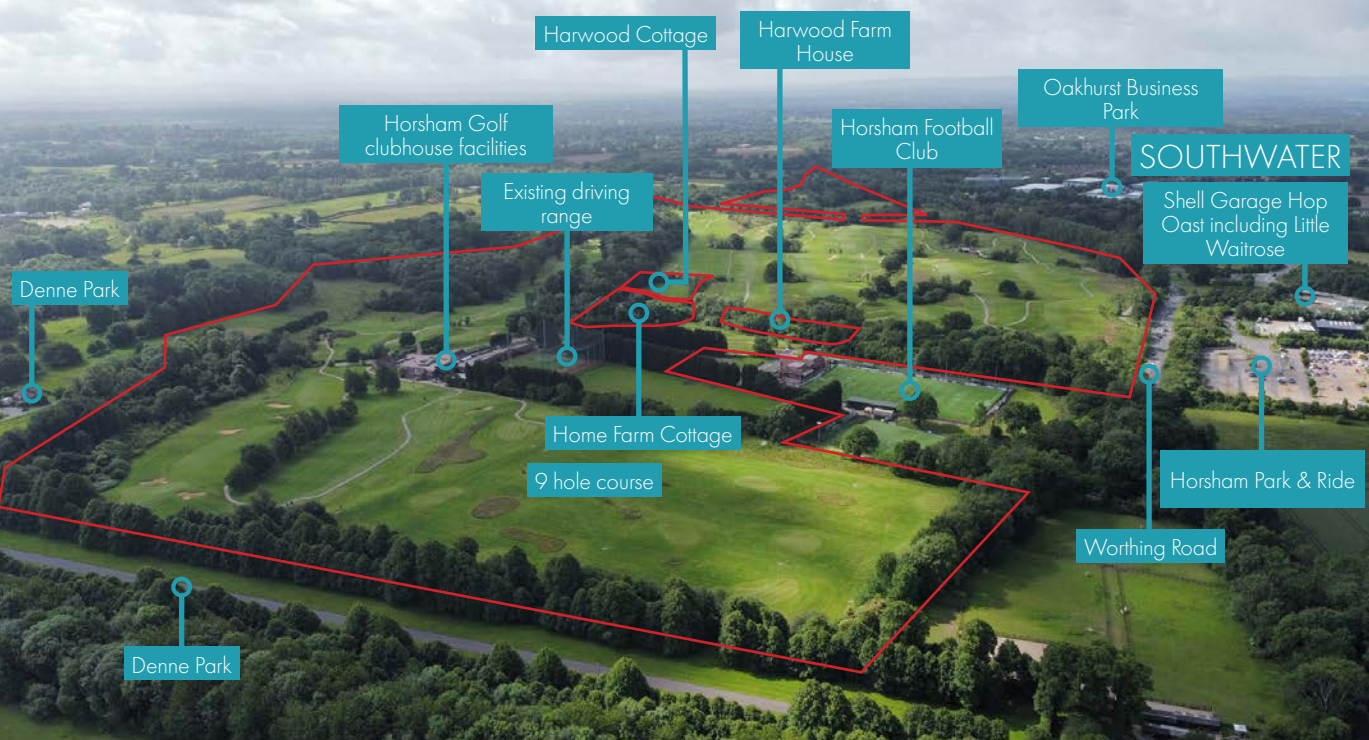 Harwood Cottage
Harwood Farm
House
Oakhurst Business
Park
Horsham Golf
clubhouse facilities
Horsham Football
Club
SOUTHWATER
Existing driving
range
Shell Garage Hop
Oast including Little
Waitrose
Denne Park
Home Farm Cottage
9 hole course
Horsham Park & Ride
Worthing Road
Denne Park